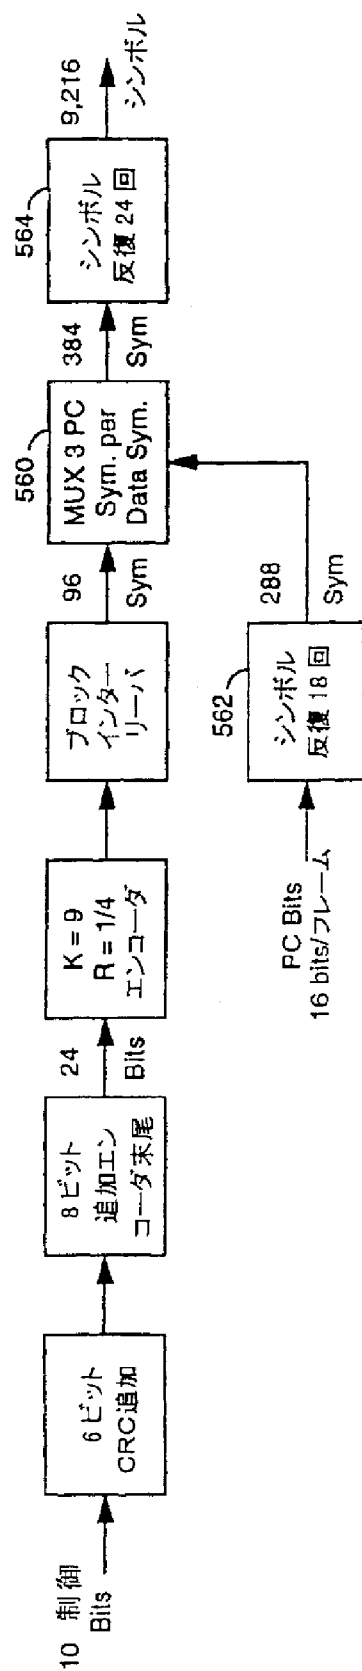 10 制御
Bits
6 ビット
CRC追加
8 ビット
追加エン
コーダ末尾
24
Bits
K = 9
R = 1/4
エンコーダ
ブロック
インター
リーバ
96
Sym
560
MUX 3 PC
Sym. per
Data Sym.
384
Sym
564
シンボル
反復 24 回
9,216
シンボル
PC Bits
16 bits/フレーム
562
シンボル
反復 18 回
288
Sym